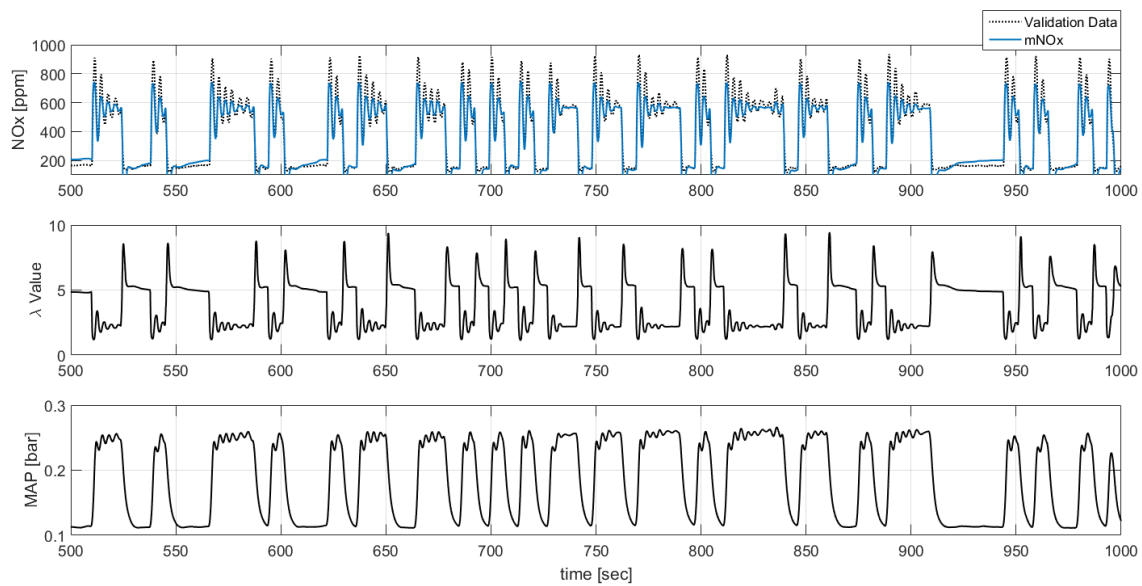 Validation Data
mNOx
NOx [ppm]
1000
800
600
400
200
500 550 600 650 700 750 800 850 900 950 1000
λ Value
10
5
0
500 550 600 650 700 750 800 850 900 950 1000
MAP [bar]
0.3
0.2
0.1
500 550 600 650 700 750 800 850 900 950 1000
time [sec]